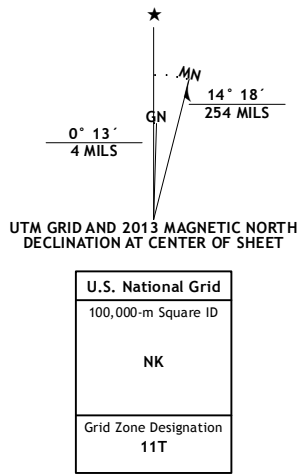 ★
MN
14° 18´
254 MILS
GN
0° 13´
4 MILS
UTM GRID AND 2013 MAGNETIC NORTH
DECLINATION AT CENTER OF SHEET
U.S. National Grid
100,000-m Square ID
NK
Grid Zone Designation
11T